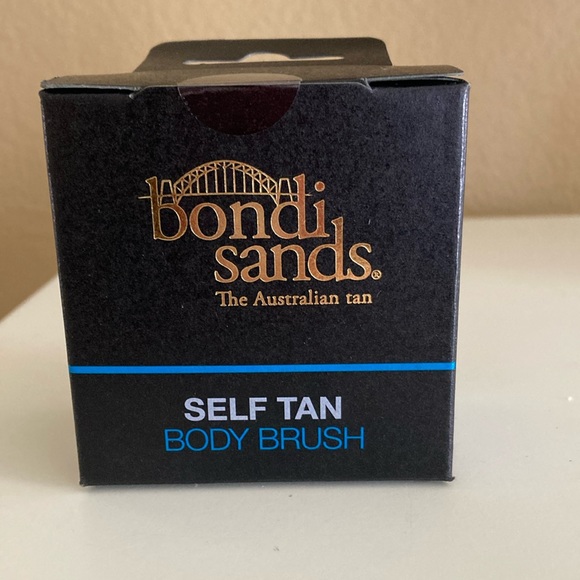 bondi
sands®
The Australian tan
SELF TAN
BODY BRUSH